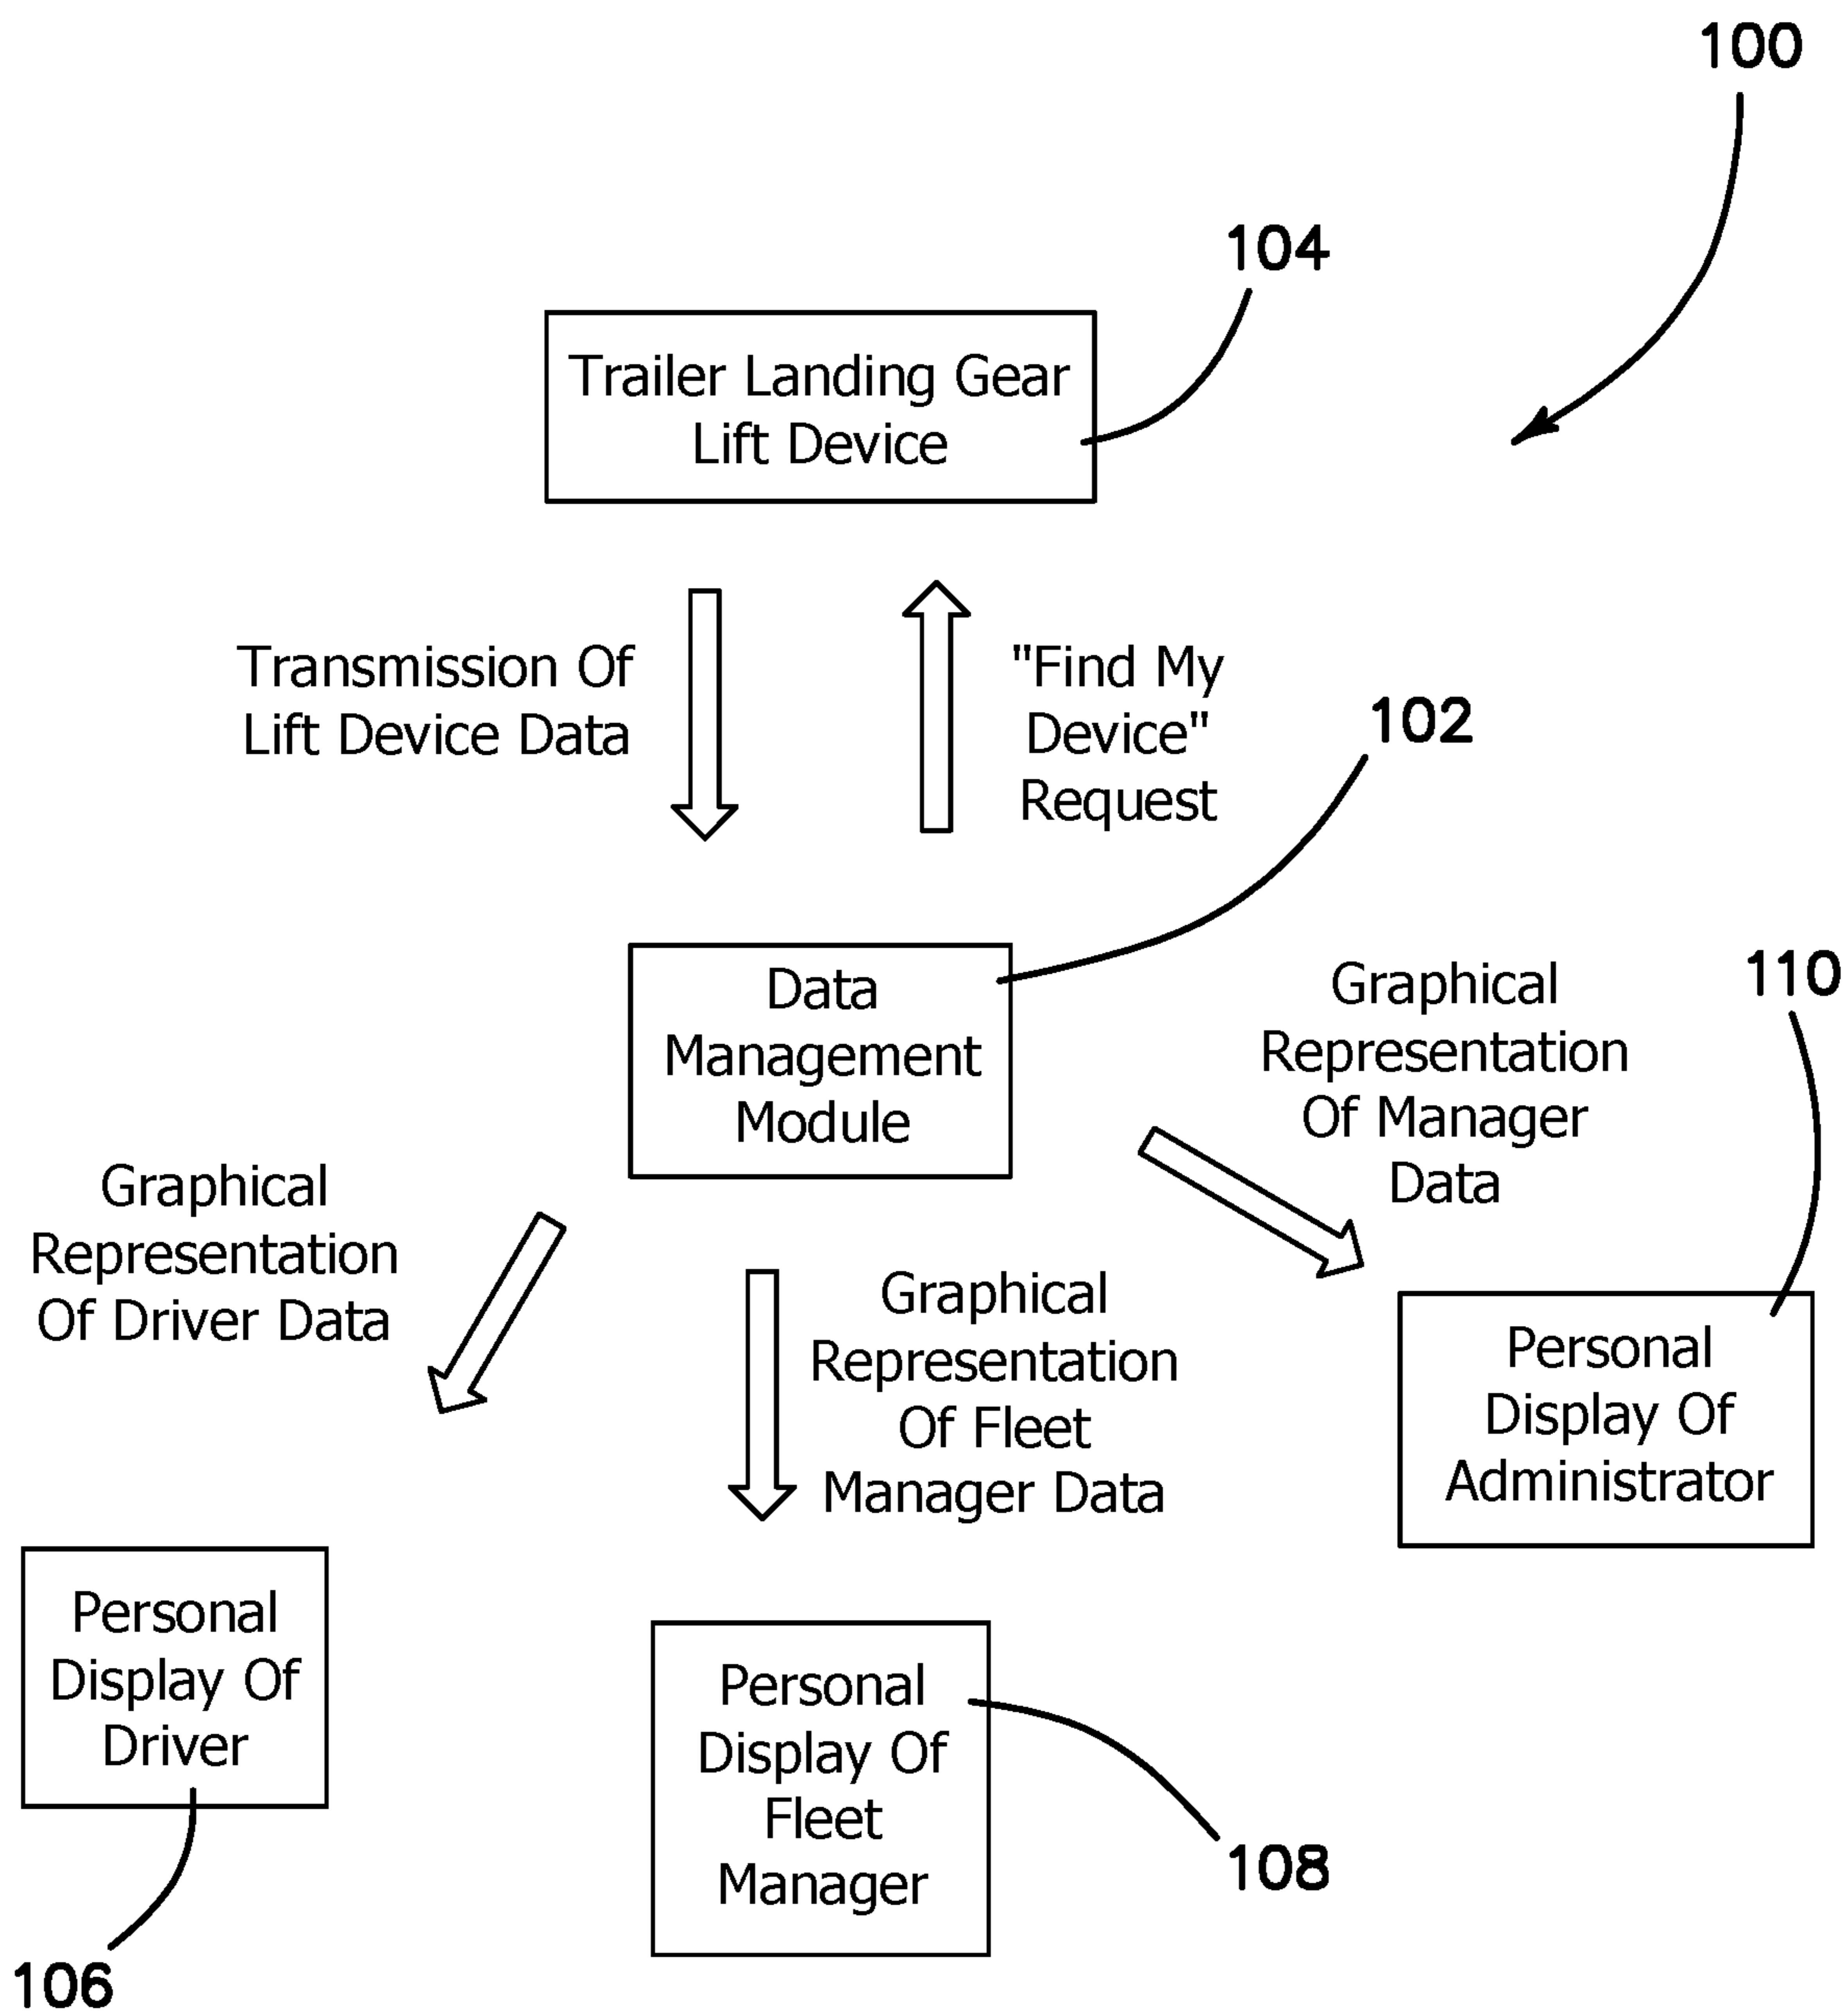 100
104
Trailer Landing Gear
Lift Device
Transmission Of
Lift Device Data
"Find My
Device"
Request
102
Data
Management
Module
110
Graphical
Representation
Of Manager
Data
Graphical
Representation
Of Driver Data
Graphical
Representation
Of Fleet
Manager Data
Personal
Display Of
Administrator
Personal
Display Of
Driver
Personal
Display Of
Fleet
Manager
108
106